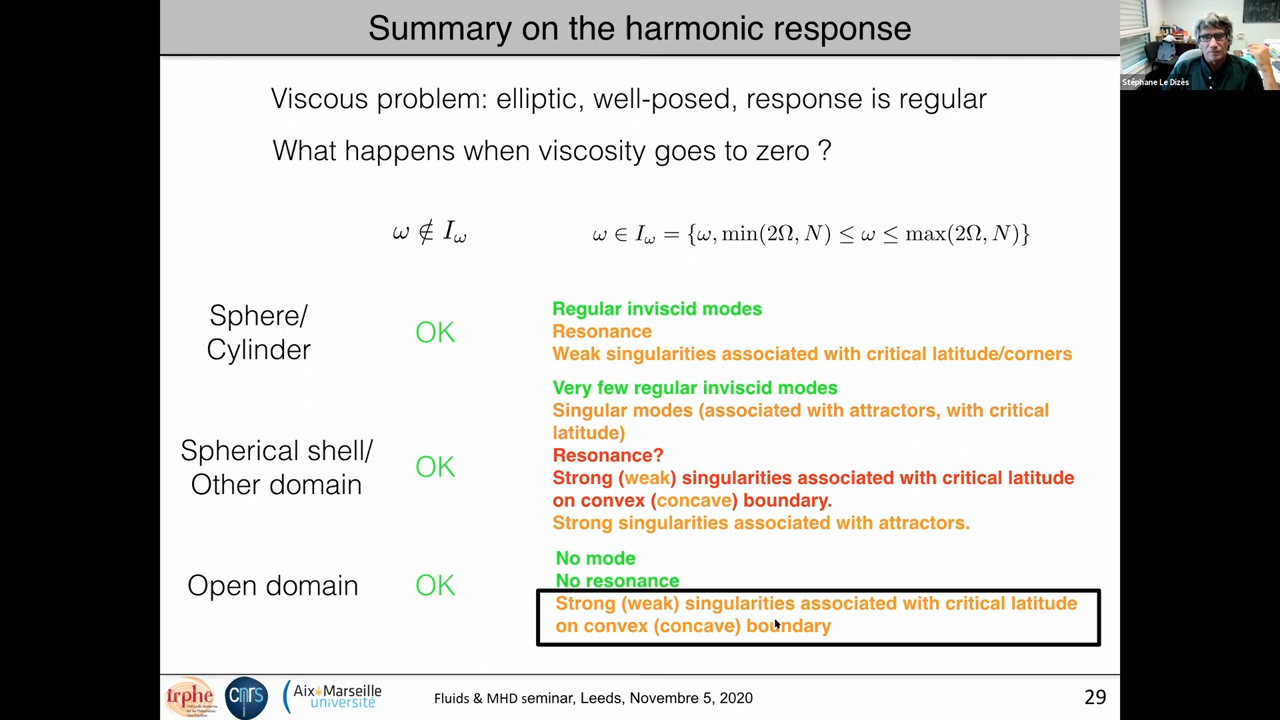 Summary on the harmonic response
Stéphane Le Dizès
Viscous problem: elliptic, well-posed, response is regular
What happens when viscosity goes to zero ?
ω ∉ I_ω
ω ∈ I_ω = {ω, min(2Ω, N) ≤ ω ≤ max(2Ω, N)}
Sphere/
Cylinder
OK
Regular inviscid modes
Resonance
Weak singularities associated with critical latitude/corners
Spherical shell/
Other domain
OK
Very few regular inviscid modes
Singular modes (associated with attractors, with critical
latitude)
Resonance?
Strong (weak) singularities associated with critical latitude
on convex (concave) boundary.
Strong singularities associated with attractors.
Open domain
OK
No mode
No resonance
Strong (weak) singularities associated with critical latitude
on convex (concave) boundary
irphe
cnrs
Aix*Marseille
université
Fluids & MHD seminar, Leeds, Novembre 5, 2020
29